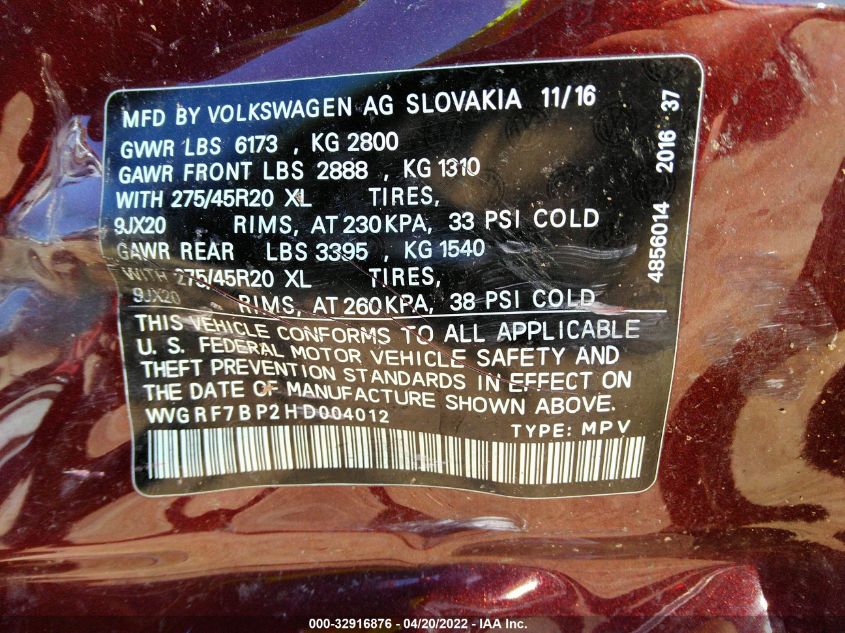 MFD BY VOLKSWAGEN AG SLOVAKIA 11/16
GVWR LBS 6173 , KG 2800
GAWR FRONT LBS 2888 , KG 1310
WITH 275/45R20 XL TIRES,
9JX20 RIMS, AT 230KPA, 33 PSI COLD
GAWR REAR LBS 3395 , KG 1540
WITH 275/45R20 XL TIRES,
9JX20 RIMS, AT 260KPA, 38 PSI COLD
THIS VEHICLE CONFORMS TO ALL APPLICABLE
U. S. FEDERAL MOTOR VEHICLE SAFETY AND
THEFT PREVENTION STANDARDS IN EFFECT ON
THE DATE OF MANUFACTURE SHOWN ABOVE.
WVGRF7BP2HD004012
TYPE: MPV
4856014 2016 37
000-32916876 - 04/20/2022 - IAA Inc.